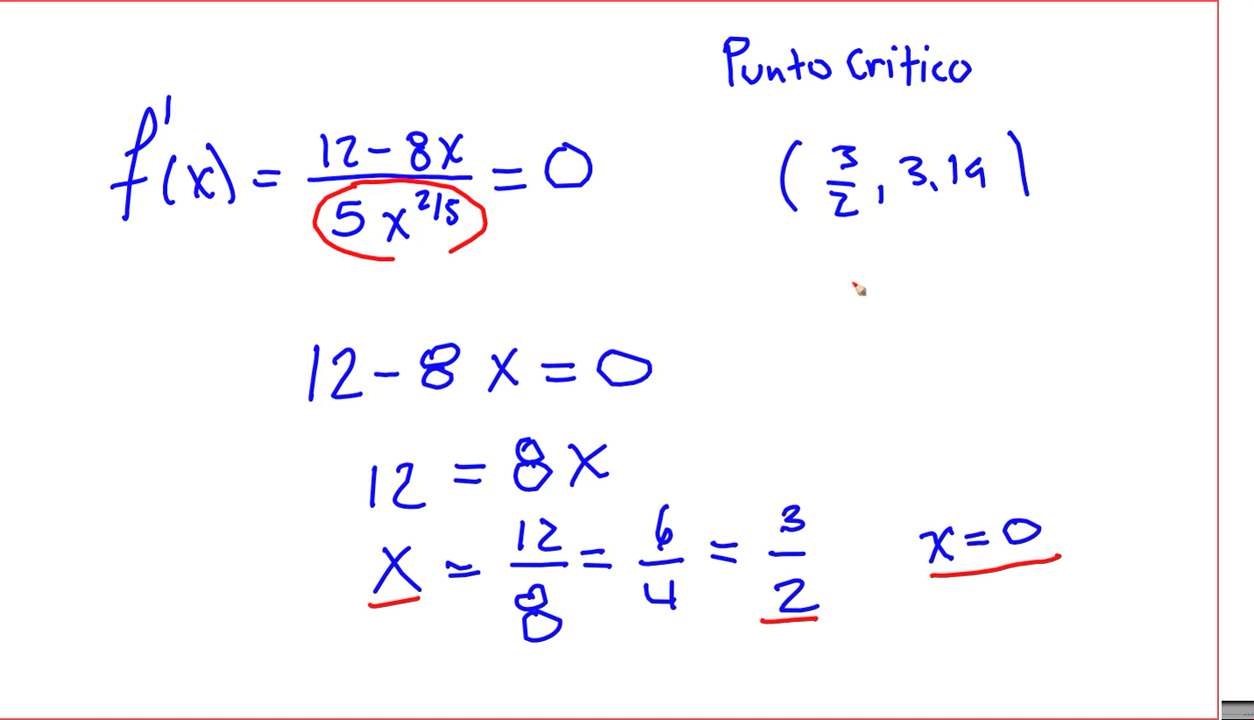 Punto Critico
f'(x) = 12-8x / 5x^2/5 = 0
( 3/2 , 3.19 )
12-8x=0
12 = 8x
x = 12/8 = 6/4 = 3/2
x=0